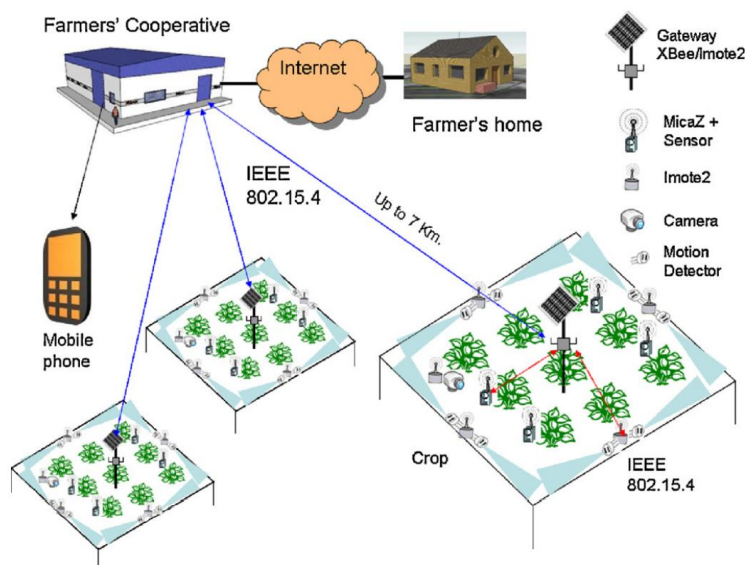 Farmers' Cooperative
Internet
Farmer's home
Gateway
XBee/Imote2
MicaZ +
Sensor
Imote2
Camera
Motion
Detector
IEEE
802.15.4
Up to 7 Km.
Mobile
phone
Crop
IEEE
802.15.4